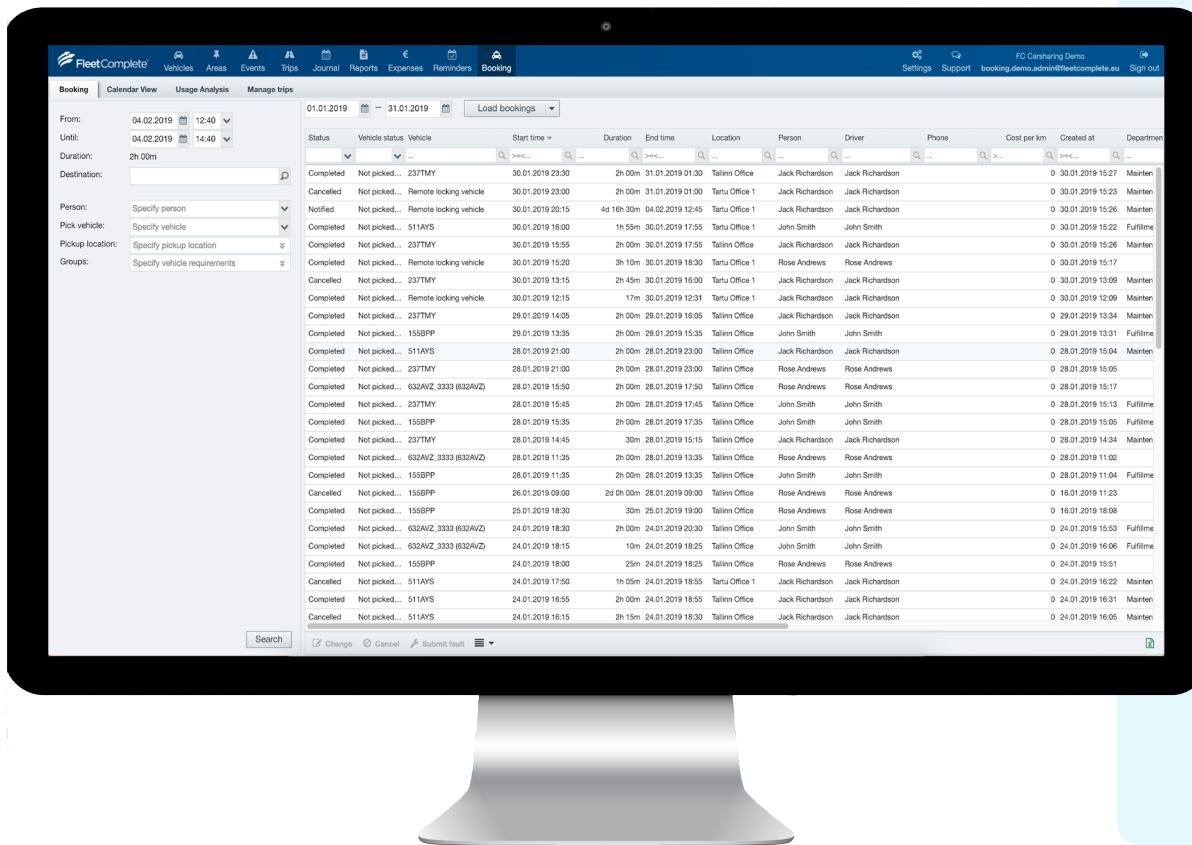 FleetComplete
Vehicles Areas Events Trips Journal Reports Expenses Reminders Booking Settings Support FC Carsharing Demo booking.demo.admin@fleetcomplete.eu Sign out
Booking Calendar View Usage Analysis Manage trips
From: 04.02.2019 12:40
Until: 04.02.2019 14:40
Duration: 2h 00m
Destination:
Person: Specify person
Pick vehicle: Specify vehicle
Pickup location: Specify pickup location
Groups: Specify vehicle requirements
Search
01.01.2019 – 31.01.2019 Load bookings
Status Vehicle status Vehicle Start time Duration End time Location Person Driver Phone Cost per km Created at Departmen
... >=<... ... >=<... ... ... ... ... >... >=<... ...
Completed Not picked... 237TMY 30.01.2019 23:30 2h 00m 31.01.2019 01:30 Tallinn Office Jack Richardson Jack Richardson 0 30.01.2019 15:27 Mainten
Cancelled Not picked... Remote locking vehicle 30.01.2019 23:00 2h 00m 31.01.2019 01:00 Tartu Office 1 Jack Richardson Jack Richardson 0 30.01.2019 15:23 Mainten
Notified Not picked... Remote locking vehicle 30.01.2019 20:15 4d 16h 30m 04.02.2019 12:45 Tartu Office 1 Jack Richardson Jack Richardson 0 30.01.2019 15:26 Mainten
Completed Not picked... 511AYS 30.01.2019 16:00 1h 55m 30.01.2019 17:55 Tartu Office 1 John Smith John Smith 0 30.01.2019 15:22 Fulfillme
Completed Not picked... 237TMY 30.01.2019 15:55 2h 00m 30.01.2019 17:55 Tallinn Office Jack Richardson Jack Richardson 0 30.01.2019 15:26 Mainten
Completed Not picked... Remote locking vehicle 30.01.2019 15:20 3h 10m 30.01.2019 18:30 Tartu Office 1 Rose Andrews Rose Andrews 0 30.01.2019 15:17
Cancelled Not picked... 237TMY 30.01.2019 13:15 2h 45m 30.01.2019 16:00 Tartu Office 1 Jack Richardson Jack Richardson 0 30.01.2019 13:09 Mainten
Completed Not picked... Remote locking vehicle 30.01.2019 12:15 17m 30.01.2019 12:31 Tartu Office 1 Jack Richardson Jack Richardson 0 30.01.2019 12:09 Mainten
Completed Not picked... 237TMY 29.01.2019 14:05 2h 00m 29.01.2019 16:05 Tallinn Office Jack Richardson Jack Richardson 0 29.01.2019 13:34 Mainten
Completed Not picked... 155BPP 29.01.2019 13:35 2h 00m 29.01.2019 15:35 Tallinn Office John Smith John Smith 0 29.01.2019 13:31 Fulfillme
Completed Not picked... 511AYS 28.01.2019 21:00 2h 00m 28.01.2019 23:00 Tallinn Office Jack Richardson Jack Richardson 0 28.01.2019 15:04 Mainten
Completed Not picked... 237TMY 28.01.2019 21:00 2h 00m 28.01.2019 23:00 Tallinn Office Rose Andrews Rose Andrews 0 28.01.2019 15:05
Completed Not picked... 632AVZ_3333 (632AVZ) 28.01.2019 15:50 2h 00m 28.01.2019 17:50 Tallinn Office Rose Andrews Rose Andrews 0 28.01.2019 15:17
Completed Not picked... 237TMY 28.01.2019 15:45 2h 00m 28.01.2019 17:45 Tallinn Office John Smith John Smith 0 28.01.2019 15:13 Fulfillme
Completed Not picked... 155BPP 28.01.2019 15:35 2h 00m 28.01.2019 17:35 Tallinn Office John Smith John Smith 0 28.01.2019 15:05 Fulfillme
Completed Not picked... 237TMY 28.01.2019 14:45 30m 28.01.2019 15:15 Tallinn Office Jack Richardson Jack Richardson 0 28.01.2019 14:34 Mainten
Completed Not picked... 632AVZ_3333 (632AVZ) 28.01.2019 11:35 2h 00m 28.01.2019 13:35 Tallinn Office Rose Andrews Rose Andrews 0 28.01.2019 11:02
Completed Not picked... 155BPP 28.01.2019 11:35 2h 00m 28.01.2019 13:35 Tallinn Office John Smith John Smith 0 28.01.2019 11:04 Fulfillme
Cancelled Not picked... 155BPP 26.01.2019 09:00 2d 0h 00m 28.01.2019 09:00 Tallinn Office Rose Andrews Rose Andrews 0 16.01.2019 11:23
Completed Not picked... 155BPP 25.01.2019 18:30 30m 25.01.2019 19:00 Tallinn Office Rose Andrews Rose Andrews 0 16.01.2019 18:08
Completed Not picked... 632AVZ_3333 (632AVZ) 24.01.2019 18:30 2h 00m 24.01.2019 20:30 Tallinn Office John Smith John Smith 0 24.01.2019 15:53 Fulfillme
Completed Not picked... 632AVZ_3333 (632AVZ) 24.01.2019 18:15 10m 24.01.2019 18:25 Tallinn Office John Smith John Smith 0 24.01.2019 16:06 Fulfillme
Completed Not picked... 155BPP 24.01.2019 18:00 25m 24.01.2019 18:25 Tallinn Office Rose Andrews Rose Andrews 0 24.01.2019 15:51
Cancelled Not picked... 511AYS 24.01.2019 17:50 1h 05m 24.01.2019 18:55 Tartu Office 1 Jack Richardson Jack Richardson 0 24.01.2019 16:22 Mainten
Completed Not picked... 511AYS 24.01.2019 16:55 2h 00m 24.01.2019 18:55 Tallinn Office Jack Richardson Jack Richardson 0 24.01.2019 16:31 Mainten
Cancelled Not picked... 511AYS 24.01.2019 16:15 2h 15m 24.01.2019 18:30 Tallinn Office Jack Richardson Jack Richardson 0 24.01.2019 16:05 Mainten
Change Cancel Submit fault